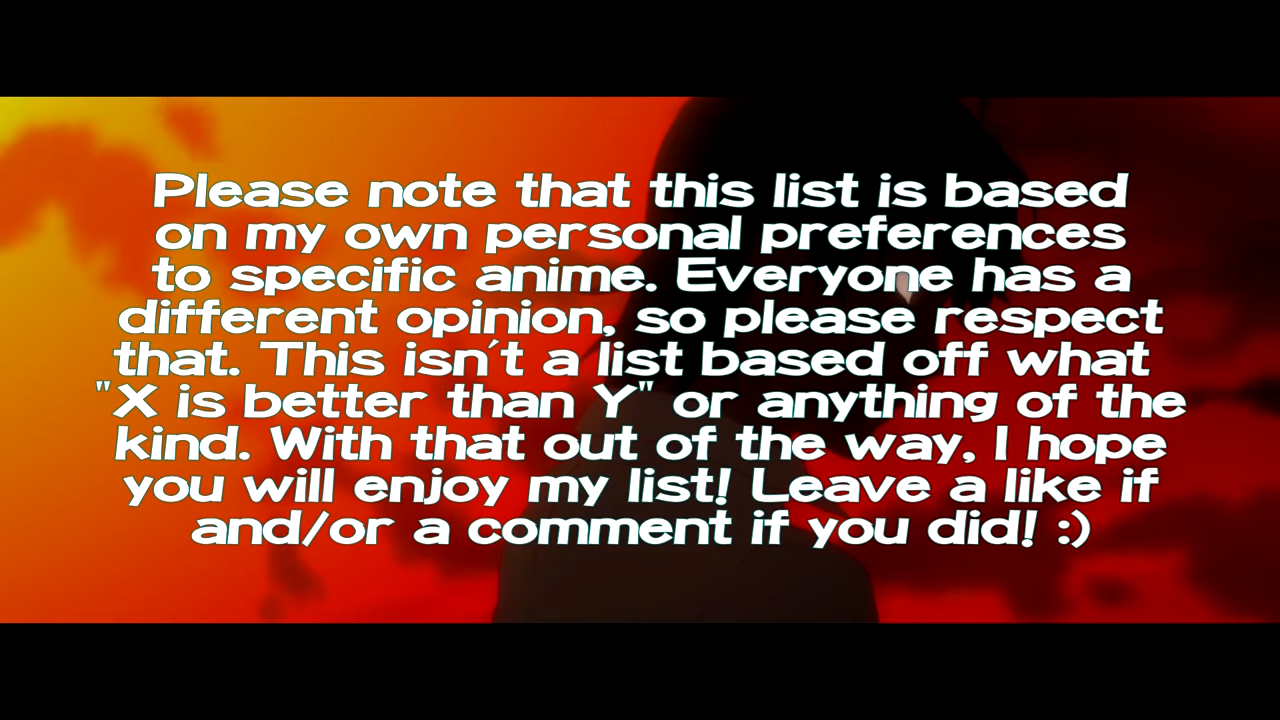 Please note that this list is based
on my own personal preferences
to specific anime. Everyone has a
different opinion, so please respect
that. This isn't a list based off what
"X is better than Y" or anything of the
kind. With that out of the way, I hope
you will enjoy my list! Leave a like if
and/or a comment if you did! :)